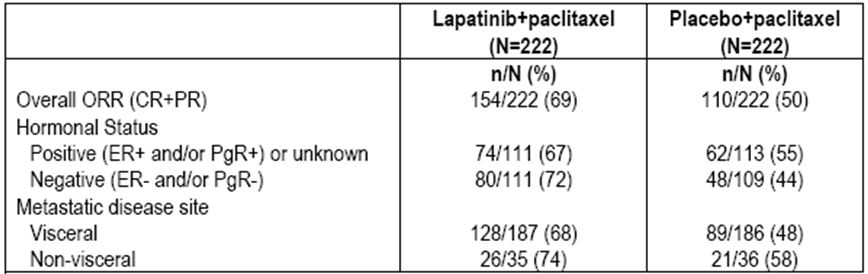 Lapatinib+paclitaxel Placebo+paclitaxel
(N=222) (N=222)
n/N (%) n/N (%)
Overall ORR (CR+PR) 154/222 (69) 110/222 (50)
Hormonal Status
Positive (ER+ and/or PgR+) or unknown 74/111 (67) 62/113 (55)
Negative (ER- and/or PgR-) 80/111 (72) 48/109 (44)
Metastatic disease site
Visceral 128/187 (68) 89/186 (48)
Non-visceral 26/35 (74) 21/36 (58)